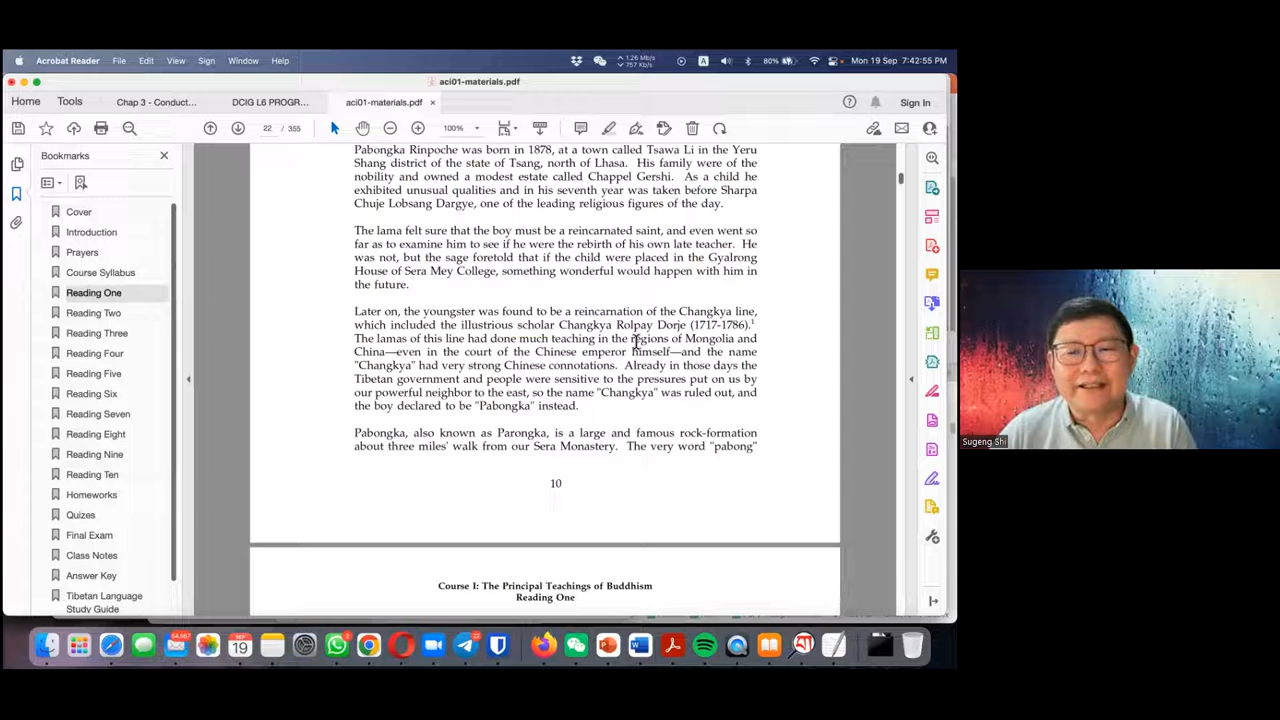 Acrobat Reader File Edit View Sign Window Help
1.26 Mb/s
757 Kb/s
A
80%
Mon 19 Sep 7:42:55 PM
aci01-materials.pdf
Home Tools Chap 3 - Conduct... DCIG L6 PROGR... aci01-materials.pdf × Sign In
22 / 355 100%
Bookmarks
Cover
Introduction
Prayers
Course Syllabus
Reading One
Reading Two
Reading Three
Reading Four
Reading Five
Reading Six
Reading Seven
Reading Eight
Reading Nine
Reading Ten
Homeworks
Quizes
Final Exam
Class Notes
Answer Key
Tibetan Language
Study Guide
Pabongka Rinpoche was born in 1878, at a town called Tsawa Li in the Yeru
Shang district of the state of Tsang, north of Lhasa. His family were of the
nobility and owned a modest estate called Chappel Gershi. As a child he
exhibited unusual qualities and in his seventh year was taken before Sharpa
Chuje Lobsang Dargye, one of the leading religious figures of the day.
The lama felt sure that the boy must be a reincarnated saint, and even went so
far as to examine him to see if he were the rebirth of his own late teacher. He
was not, but the sage foretold that if the child were placed in the Gyalrong
House of Sera Mey College, something wonderful would happen with him in
the future.
Later on, the youngster was found to be a reincarnation of the Changkya line,
which included the illustrious scholar Changkya Rolpay Dorje (1717-1786).1
The lamas of this line had done much teaching in the regions of Mongolia and
China—even in the court of the Chinese emperor himself—and the name
"Changkya" had very strong Chinese connotations. Already in those days the
Tibetan government and people were sensitive to the pressures put on us by
our powerful neighbor to the east, so the name "Changkya" was ruled out, and
the boy declared to be "Pabongka" instead.
Pabongka, also known as Parongka, is a large and famous rock-formation
about three miles' walk from our Sera Monastery. The very word "pabong"
10
Course I: The Principal Teachings of Buddhism
Reading One
Sugeng Shi
SEP
19